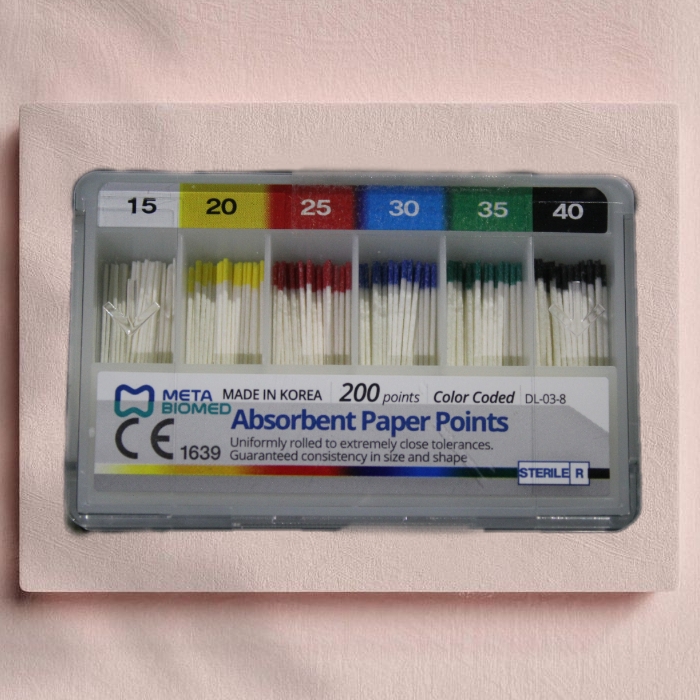 15 20 25 30 35 40
META BIOMED
MADE IN KOREA 200 points Color Coded DL-03-8
Absorbent Paper Points
CE 1639
Uniformly rolled to extremely close tolerances.
Guaranteed consistency in size and shape
STERILE R